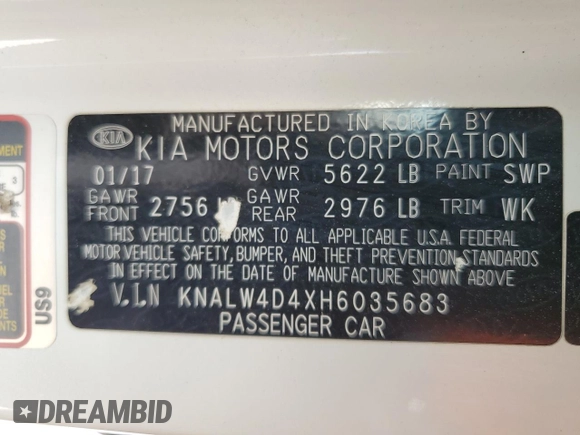 MANUFACTURED IN KOREA BY
KIA KIA MOTORS CORPORATION
01/17 GVWR 5622 LB PAINT SWP
GAWR FRONT 2756 GAWR REAR 2976 LB TRIM WK
THIS VEHICLE CONFORMS TO ALL APPLICABLE U.S.A. FEDERAL
MOTOR VEHICLE SAFETY, BUMPER, AND THEFT PREVENTION STANDARDS
IN EFFECT ON THE DATE OF MANUFACTURE SHOWN ABOVE
V.I.N KNALW4D4XH6035683
PASSENGER CAR
US9
DREAMBID